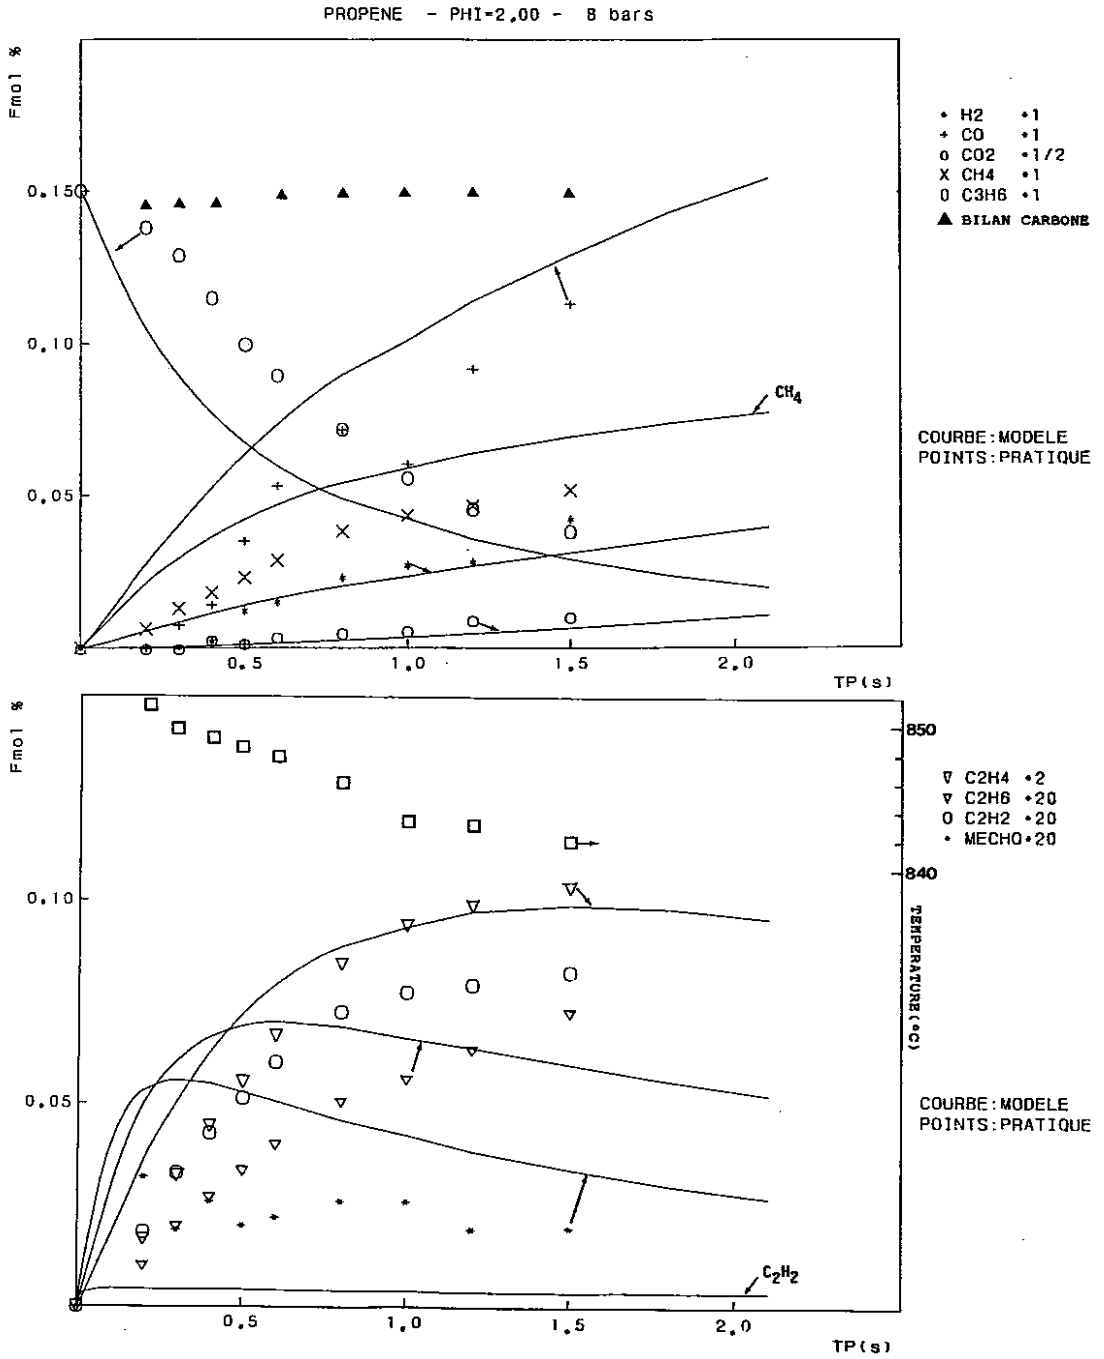 PROPENE - PHI=2.00 - 8 bars
Fmol %
0.15
0.10
0.05
0.5
1.0
1.5
2.0
TP(s)
CH4
* H2 *1
+ CO *1
o CO2 *1/2
X CH4 *1
O C3H6 *1
▲ BILAN CARBONE
COURBE:MODELE
POINTS:PRATIQUE
Fmol %
0.10
0.05
0.5
1.0
1.5
2.0
TP(s)
C2H2
850
840
TEMPERATURE(°C)
∇ C2H4 *2
▽ C2H6 *20
O C2H2 *20
* MECHO*20
COURBE:MODELE
POINTS:PRATIQUE